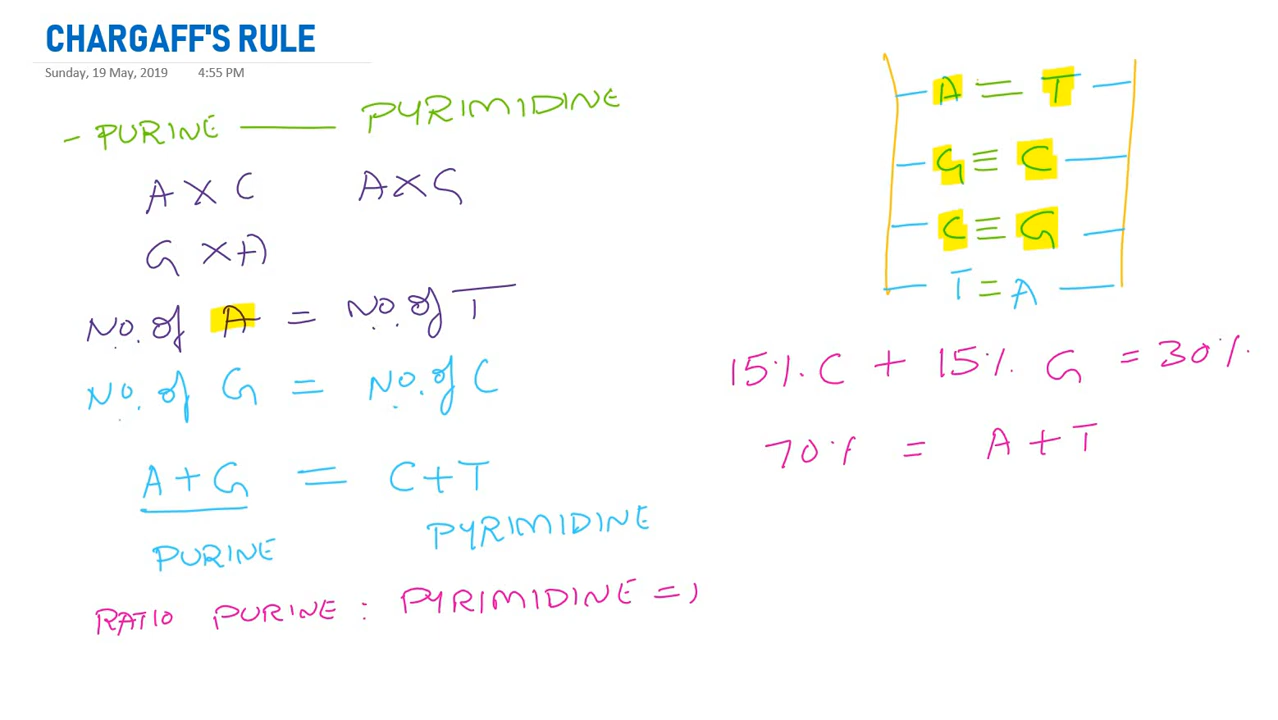 CHARGAFF'S RULE
Sunday, 19 May, 2019 4:55 PM
- PURINE — PYRIMIDINE
A X C A X G
G X A
No. of A = No. of T
No. of G = No. of C
A + G = C + T
PURINE PYRIMIDINE
RATIO PURINE : PYRIMIDINE =
A = T
G ≡ C
C ≡ G
T = A
15% C + 15% G = 30%.
70% = A + T